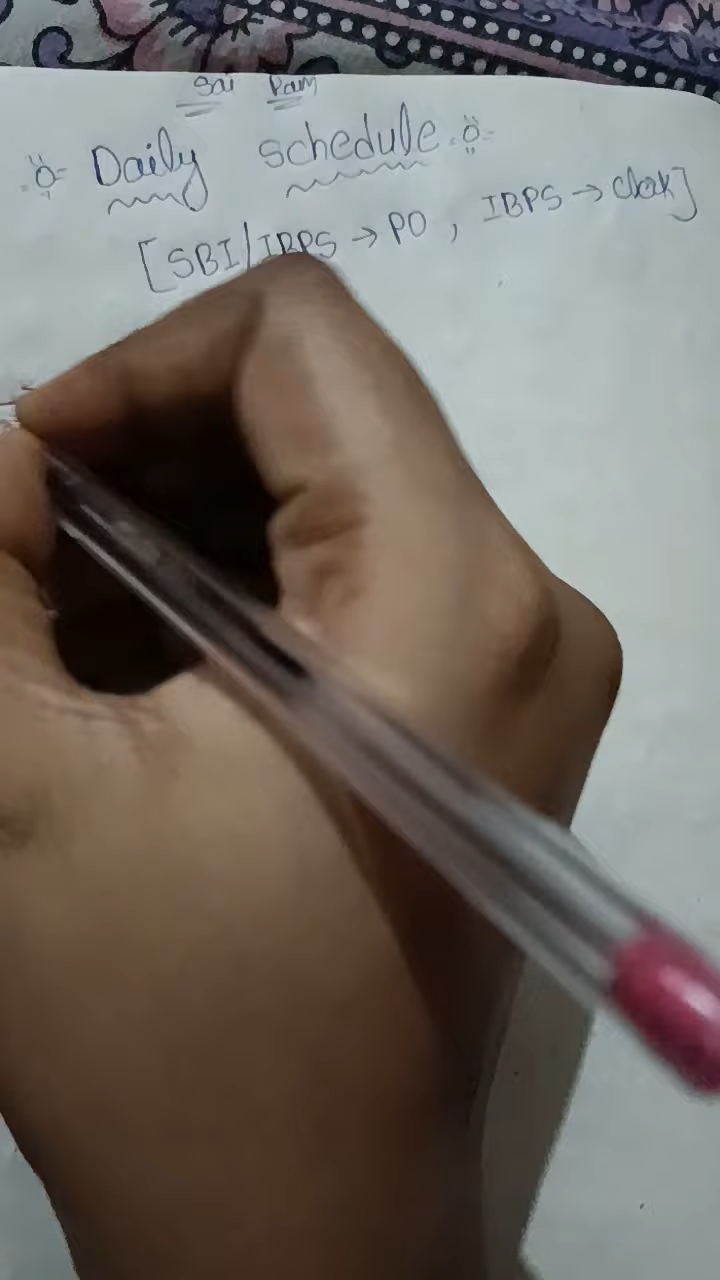 Sai Ram
Daily schedule
[SBI/IBPS → PO, IBPS → Clerk]